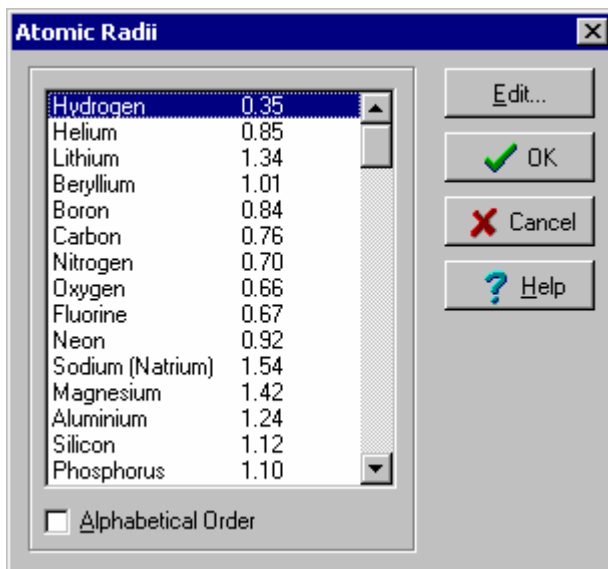 Atomic Radii
Hydrogen 0.35
Helium 0.85
Lithium 1.34
Beryllium 1.01
Boron 0.84
Carbon 0.76
Nitrogen 0.70
Oxygen 0.66
Fluorine 0.67
Neon 0.92
Sodium (Natrium) 1.54
Magnesium 1.42
Aluminium 1.24
Silicon 1.12
Phosphorus 1.10
Alphabetical Order
Edit...
OK
Cancel
Help